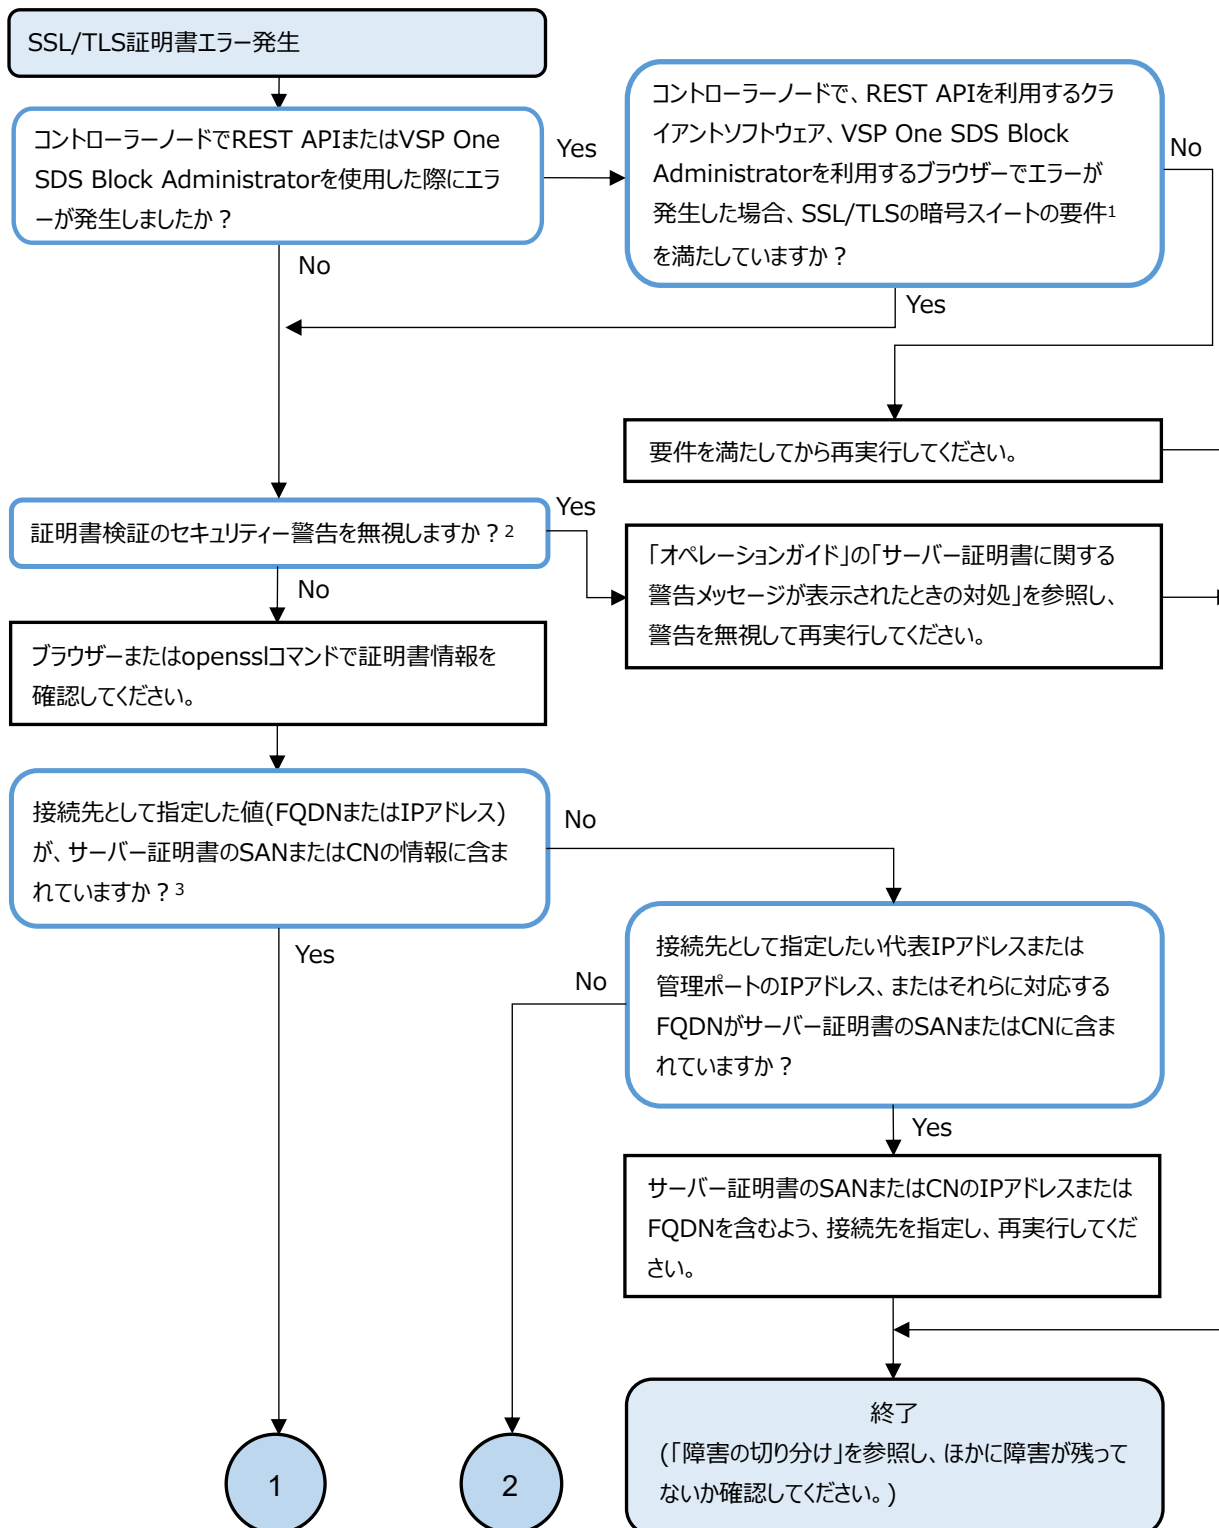 SSL/TLS証明書エラー発生
コントローラーノードでREST APIまたはVSP One
SDS Block Administratorを使用した際にエラ
ーが発生しましたか？
Yes
コントローラーノードで、REST APIを利用するクラ
イアントソフトウェア、VSP One SDS Block
Administratorを利用するブラウザーでエラーが
発生した場合、SSL/TLSの暗号スイートの要件1
を満たしていますか？
No
No
Yes
要件を満たしてから再実行してください。
証明書検証のセキュリティー警告を無視しますか？2
Yes
「オペレーションガイド」の「サーバー証明書に関する
警告メッセージが表示されたときの対処」を参照し、
警告を無視して再実行してください。
No
ブラウザーまたはopensslコマンドで証明書情報を
確認してください。
接続先として指定した値(FQDNまたはIPアドレス)
が、サーバー証明書のSANまたはCNの情報に含ま
れていますか？3
No
Yes
接続先として指定したい代表IPアドレスまたは
管理ポートのIPアドレス、またはそれらに対応する
FQDNがサーバー証明書のSANまたはCNに含ま
れていますか？
No
Yes
サーバー証明書のSANまたはCNのIPアドレスまたは
FQDNを含むよう、接続先を指定し、再実行してくだ
さい。
終了
(「障害の切り分け」を参照し、ほかに障害が残って
ないか確認してください。)
1
2